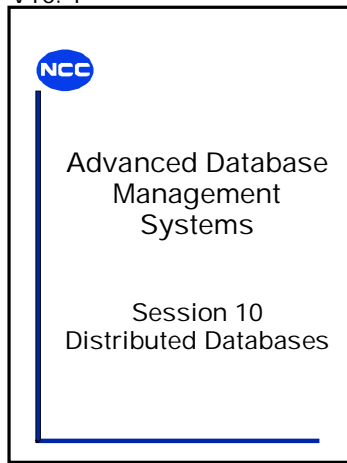 NCC
Advanced Database
Management
Systems
Session 10
Distributed Databases